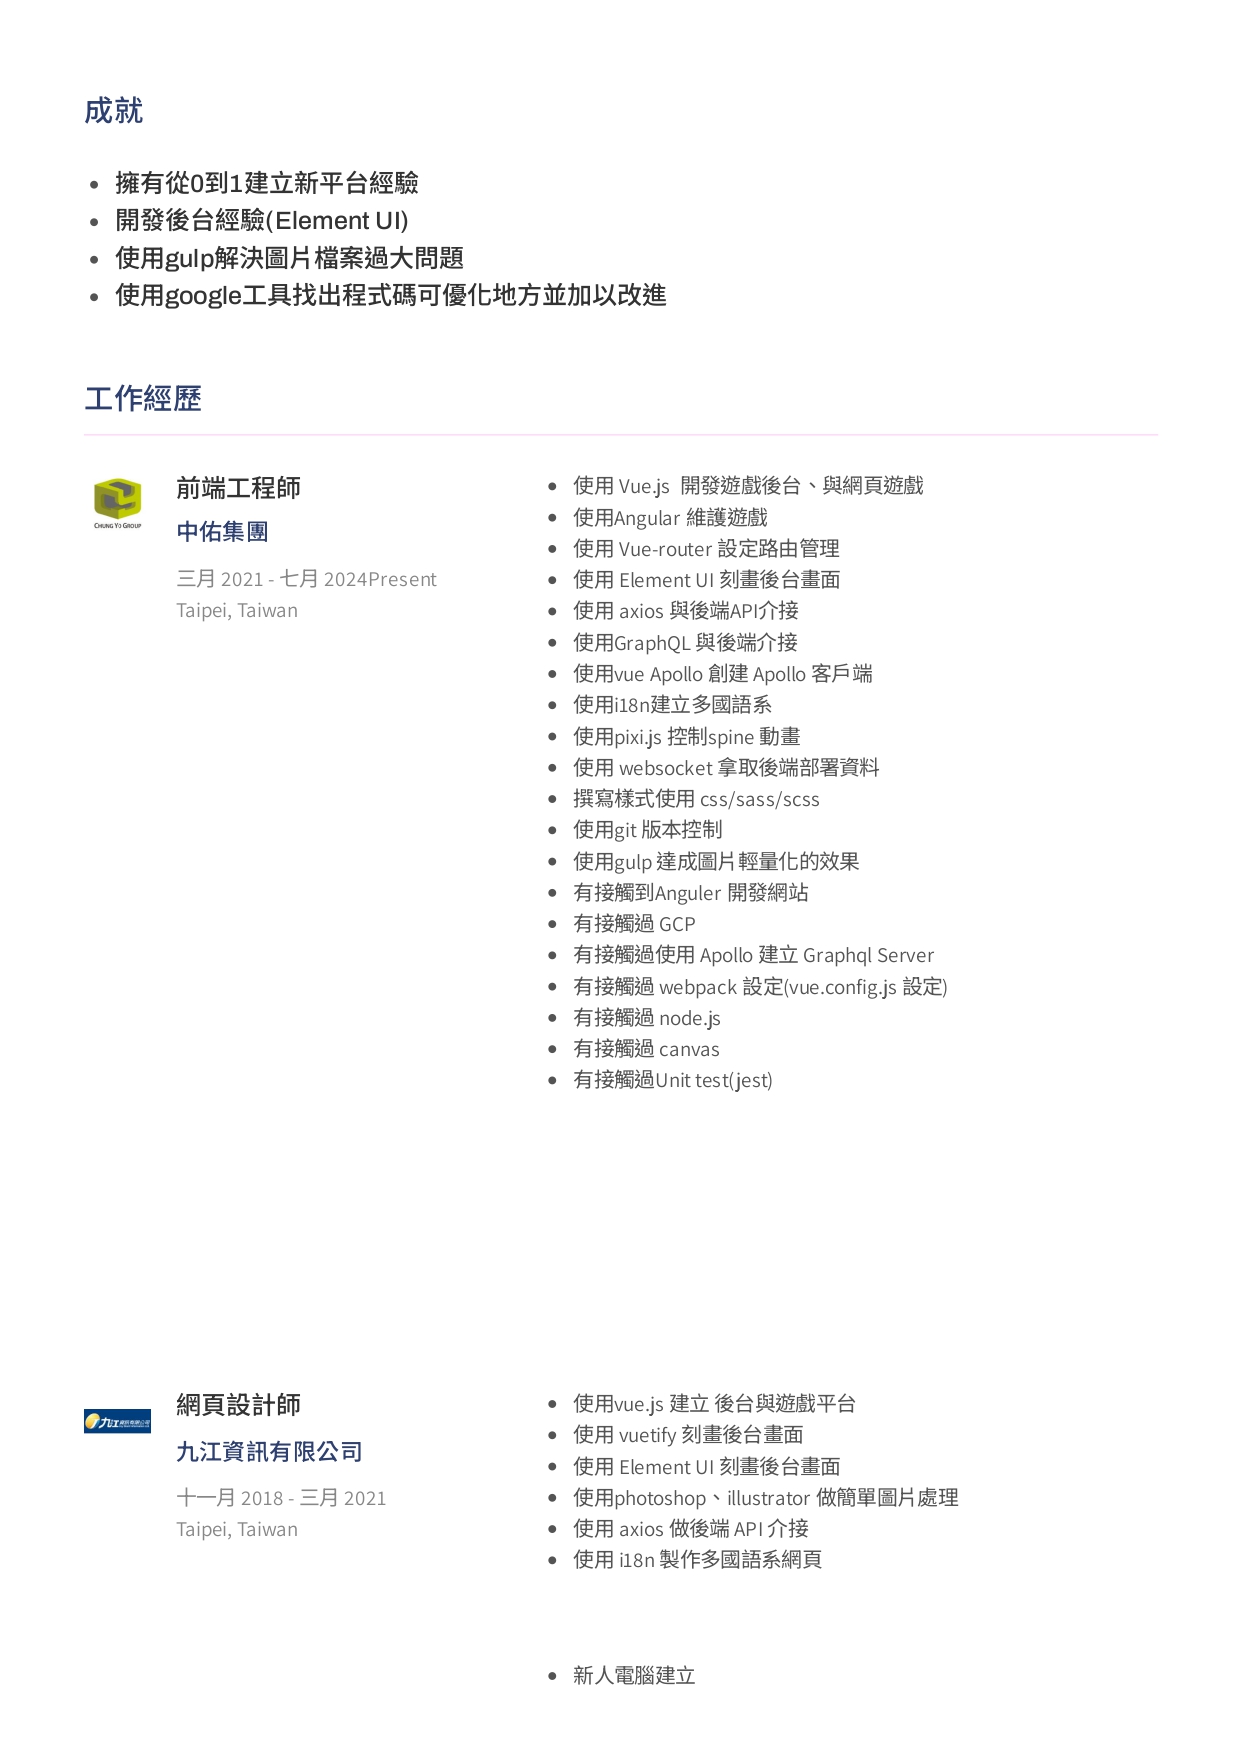 成就
擁有從0到1建立新平台經驗
開發後台經驗(Element UI)
使用gulp解決圖片檔案過大問題
使用google工具找出程式碼可優化地方並加以改進
工作經歷
CHUNG YO GROUP
前端工程師
中佑集團
三月 2021 - 七月 2024Present
Taipei, Taiwan
使用 Vue.js 開發遊戲後台、與網頁遊戲
使用Angular 維護遊戲
使用 Vue-router 設定路由管理
使用 Element UI 刻畫後台畫面
使用 axios 與後端API介接
使用GraphQL 與後端介接
使用vue Apollo 創建 Apollo 客戶端
使用i18n建立多國語系
使用pixi.js 控制spine 動畫
使用 websocket 拿取後端部署資料
撰寫樣式使用 css/sass/scss
使用git 版本控制
使用gulp 達成圖片輕量化的效果
有接觸到Anguler 開發網站
有接觸過 GCP
有接觸過使用 Apollo 建立 Graphql Server
有接觸過 webpack 設定(vue.config.js 設定)
有接觸過 node.js
有接觸過 canvas
有接觸過Unit test(jest)
九江資訊有限公司
網頁設計師
九江資訊有限公司
十一月 2018 - 三月 2021
Taipei, Taiwan
使用vue.js 建立 後台與遊戲平台
使用 vuetify 刻畫後台畫面
使用 Element UI 刻畫後台畫面
使用photoshop、illustrator 做簡單圖片處理
使用 axios 做後端 API 介接
使用 i18n 製作多國語系網頁
新人電腦建立